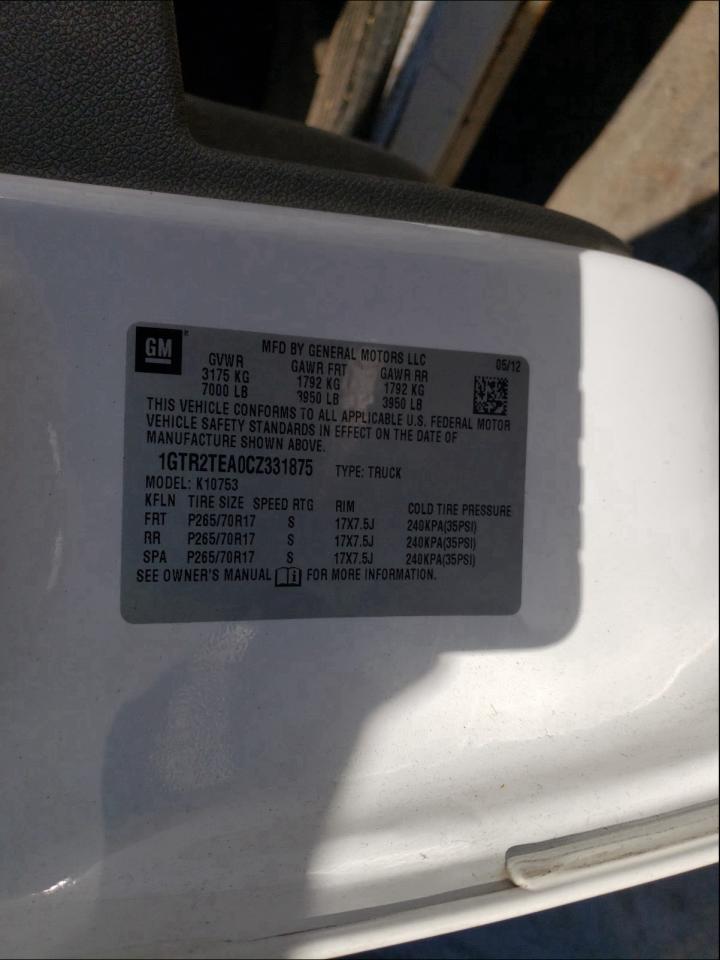 GM ®
MFD BY GENERAL MOTORS LLC 05/12
GVWR GAWR FRT GAWR RR
3175 KG 1792 KG 1792 KG
7000 LB 3950 LB 3950 LB
THIS VEHICLE CONFORMS TO ALL APPLICABLE U.S. FEDERAL MOTOR
VEHICLE SAFETY STANDARDS IN EFFECT ON THE DATE OF
MANUFACTURE SHOWN ABOVE.
1GTR2TEA0CZ331875 TYPE: TRUCK
MODEL: K10753
KFLN TIRE SIZE SPEED RTG RIM COLD TIRE PRESSURE
FRT P265/70R17 S 17X7.5J 240KPA(35PSI)
RR P265/70R17 S 17X7.5J 240KPA(35PSI)
SPA P265/70R17 S 17X7.5J 240KPA(35PSI)
SEE OWNER'S MANUAL i FOR MORE INFORMATION.